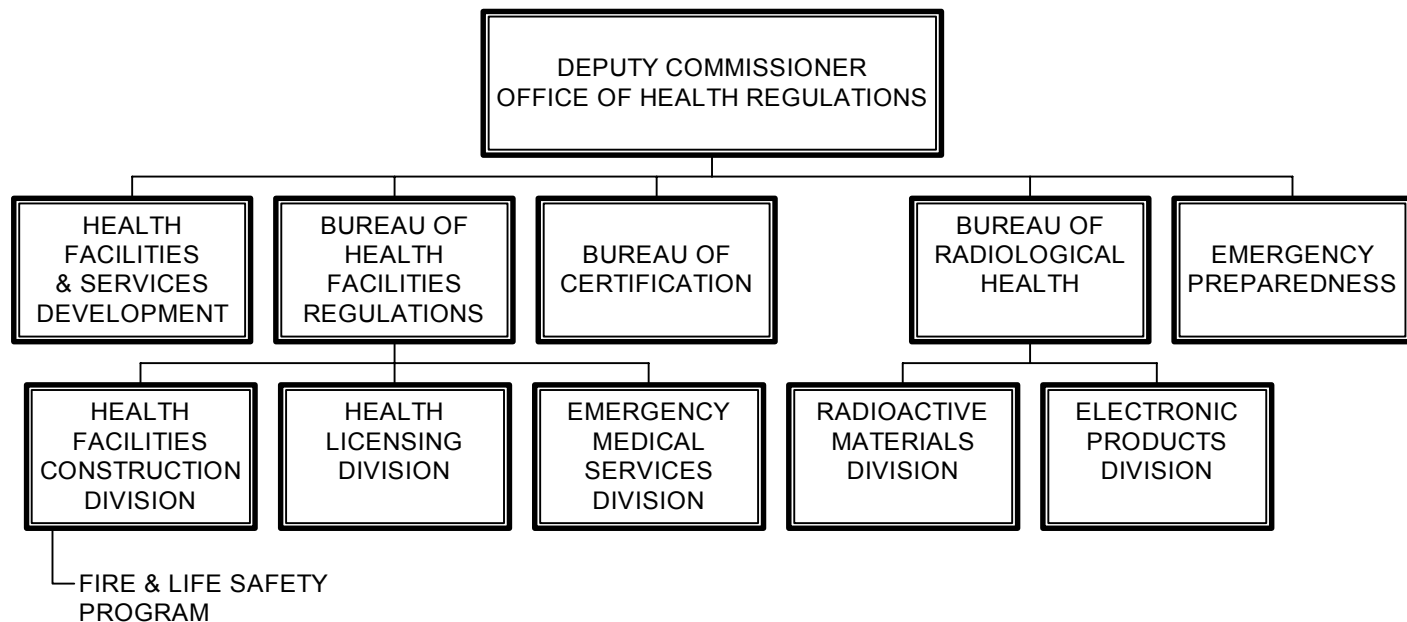 DEPUTY COMMISSIONER
OFFICE OF HEALTH REGULATIONS
HEALTH
FACILITIES
& SERVICES
DEVELOPMENT
BUREAU OF
HEALTH
FACILITIES
REGULATIONS
BUREAU OF
CERTIFICATION
BUREAU OF
RADIOLOGICAL
HEALTH
EMERGENCY
PREPAREDNESS
HEALTH
FACILITIES
CONSTRUCTION
DIVISION
HEALTH
LICENSING
DIVISION
EMERGENCY
MEDICAL
SERVICES
DIVISION
RADIOACTIVE
MATERIALS
DIVISION
ELECTRONIC
PRODUCTS
DIVISION
FIRE & LIFE SAFETY
PROGRAM